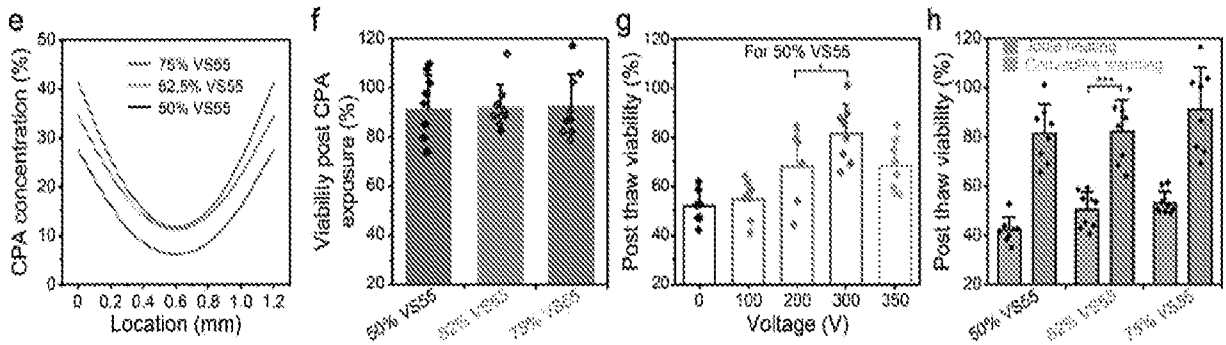 e
50
40
30
20
10
0
CPA concentration (%)
75% VS55
62.5% VS55
50% VS55
0 0.2 0.4 0.6 0.8 1.0 1.2
Location (mm)
f
120
100
80
60
40
20
Viability post CPA
exposure (%)
50% VS55
62% VS55
75% VS55
g
120
100
80
60
40
20
Post thaw viability (%)
For 50% VS55
*
0 100 200 300 350
Voltage (V)
h
120
100
80
60
40
20
Post thaw viability (%)
Joule heating
Convective warming
***
50% VS55
62% VS55
75% VS55